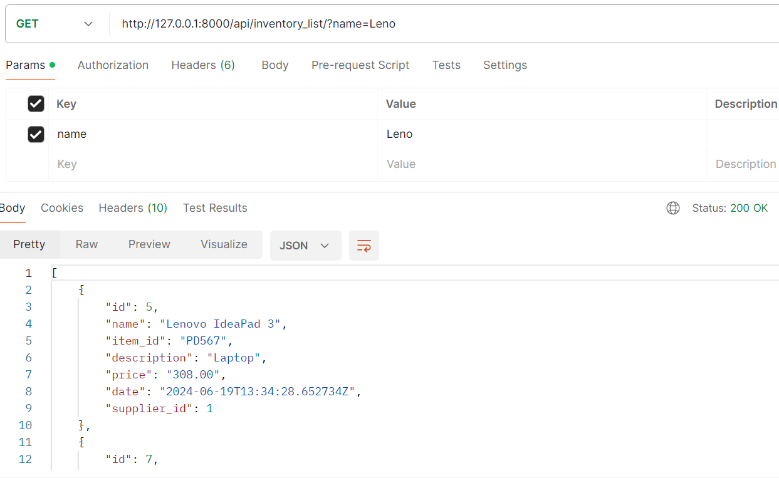 GET http://127.0.0.1:8000/api/inventory_list/?name=Leno
Params Authorization Headers (6) Body Pre-request Script Tests Settings
Key Value Description
name Leno
Key Value Description
Body Cookies Headers (10) Test Results Status: 200 OK
Pretty Raw Preview Visualize JSON
1 [
2 {
3 "id": 5,
4 "name": "Lenovo IdeaPad 3",
5 "item_id": "PD567",
6 "description": "Laptop",
7 "price": "308.00",
8 "date": "2024-06-19T13:34:28.652734Z",
9 "supplier_id": 1
10 },
11 {
12 "id": 7,